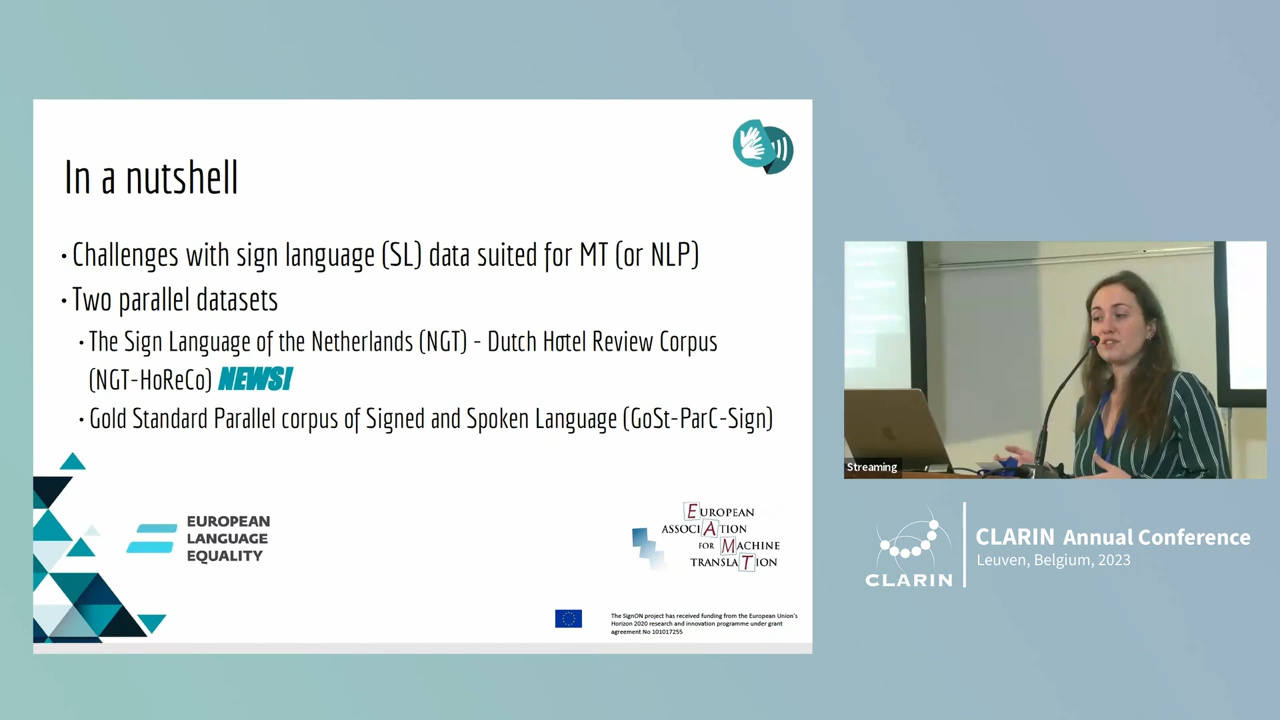 In a nutshell
• Challenges with sign language (SL) data suited for MT (or NLP)
• Two parallel datasets
• The Sign Language of the Netherlands (NGT) - Dutch Hotel Review Corpus
(NGT-HoReCo) NEWS!
• Gold Standard Parallel corpus of Signed and Spoken Language (GoSt-ParC-Sign)
EUROPEAN
LANGUAGE
EQUALITY
EUROPEAN
ASSOCIATION
FOR MACHINE
TRANSLATION
The SignON project has received funding from the European Union's
Horizon 2020 research and innovation programme under grant
agreement No 101017255
Streaming
CLARIN
CLARIN Annual Conference
Leuven, Belgium, 2023